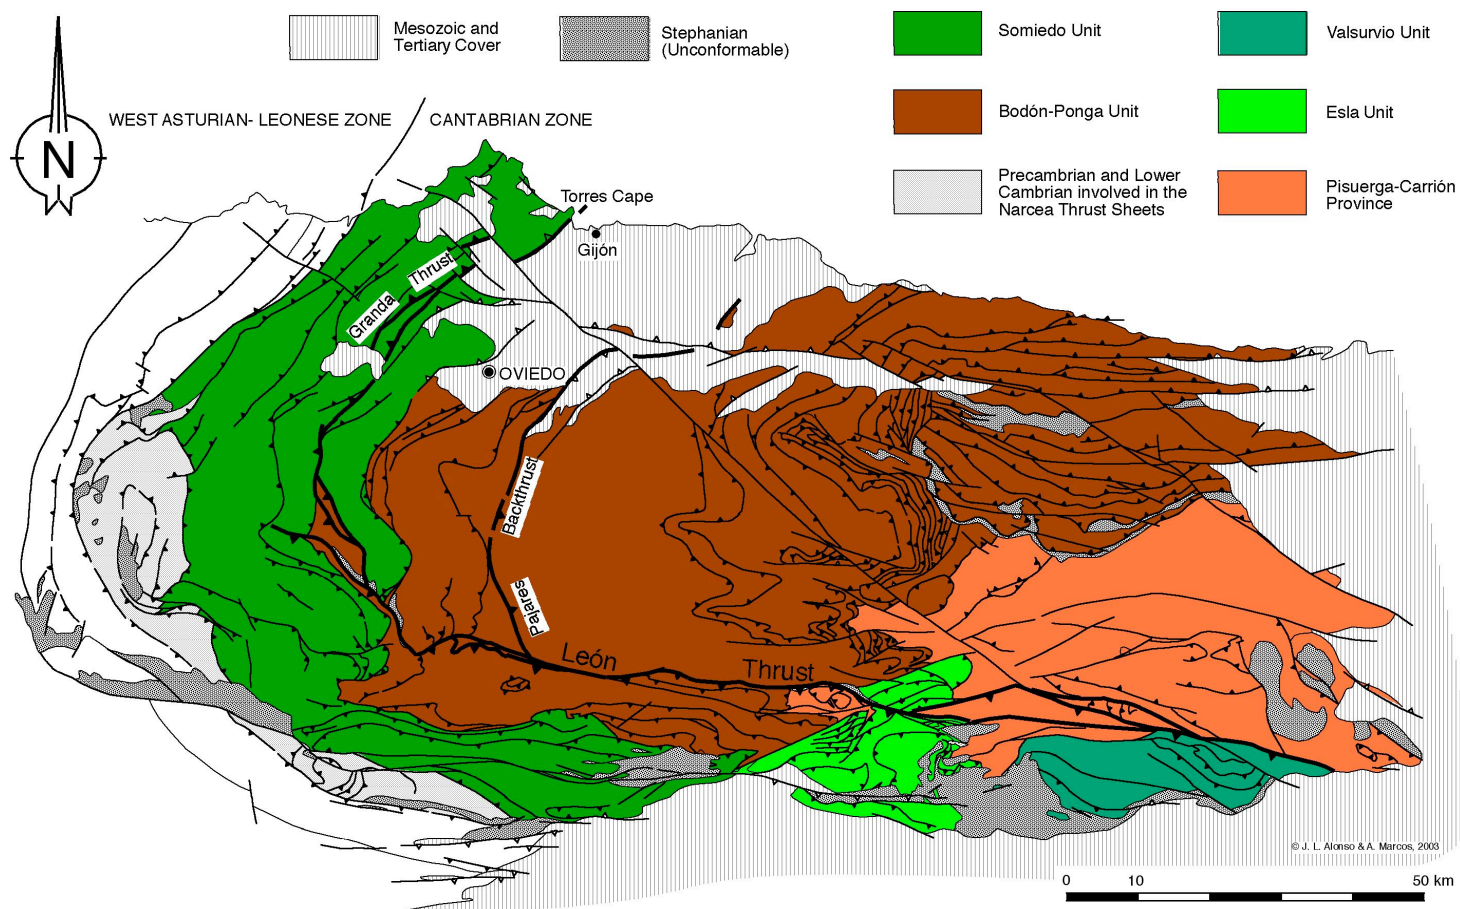 Mesozoic and
Tertiary Cover
Stephanian
(Unconformable)
Somiedo Unit
Valsurvio Unit
Bodón-Ponga Unit
Esla Unit
Precambrian and Lower
Cambrian involved in the
Narcea Thrust Sheets
Pisuerga-Carrión
Province
N
WEST ASTURIAN- LEONESE ZONE
CANTABRIAN ZONE
Torres Cape
Gijón
Granda Thrust
OVIEDO
Pajares Backthrust
León Thrust
© J. L. Alonso & A. Marcos, 2003
0 10 50 km